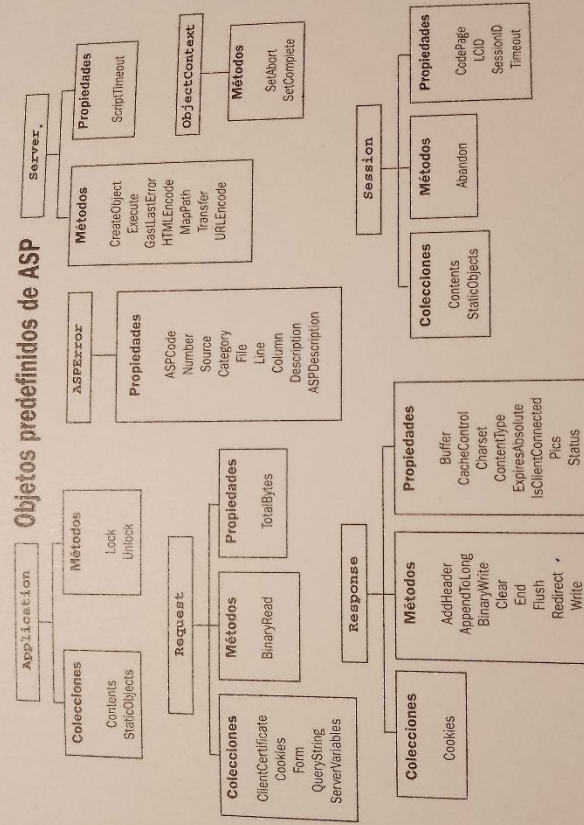 Objetos predefinidos de ASP
Application
Colecciones
Contents
StaticObjects
Métodos
Lock
Unlock
Request
Colecciones
ClientCertificate
Cookies
Form
QueryString
ServerVariables
Métodos
BinaryRead
Propiedades
TotalBytes
Response
Colecciones
Cookies
Métodos
AddHeader
AppendToLong
BinaryWrite
Clear
End
Flush
Redirect
Write
Propiedades
Buffer
CacheControl
Charset
ContentType
ExpiresAbsolute
IsClientConnected
Pics
Status
ASPError
Propiedades
ASPCode
Number
Source
Category
File
Line
Column
Description
ASPDescription
Server
Métodos
CreateObject
Execute
GastLastError
HTMLEncode
MapPath
Transfer
URLEncode
Propiedades
ScriptTimeout
ObjectContext
Métodos
SetAbort
SetComplete
Session
Colecciones
Contents
StaticObjects
Métodos
Abandon
Propiedades
CodePage
LCID
SessionID
Timeout